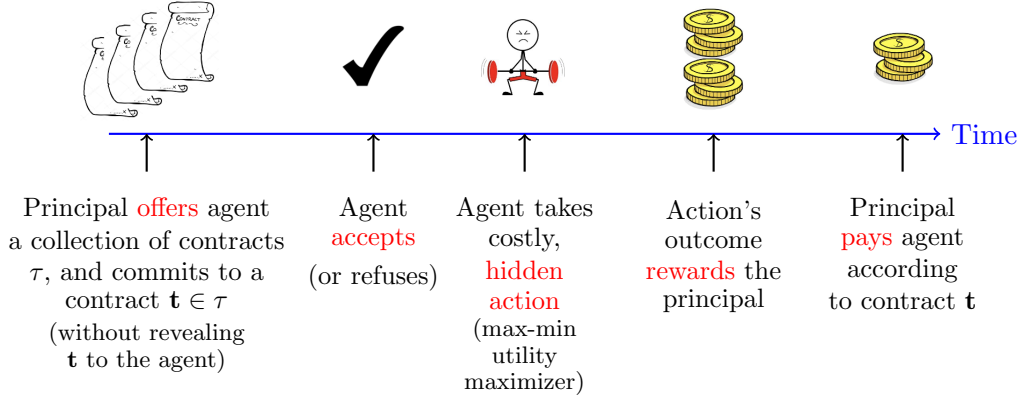 CONTRACT
Time
Principal offers agent
a collection of contracts
τ, and commits to a
contract t ∈ τ
(without revealing
t to the agent)
Agent
accepts
(or refuses)
Agent takes
costly,
hidden
action
(max-min
utility
maximizer)
Action's
outcome
rewards the
principal
Principal
pays agent
according
to contract t